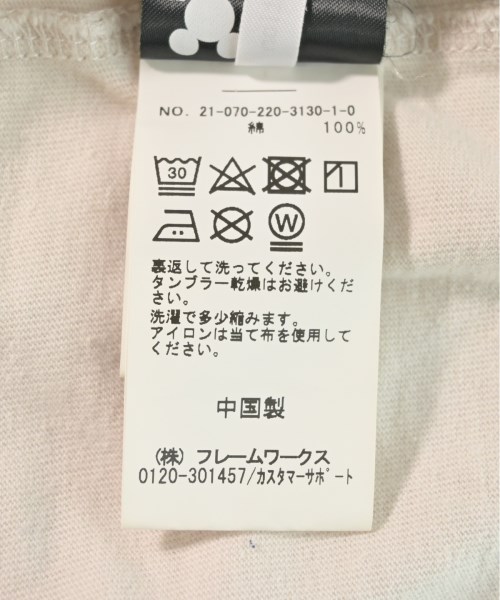 NO. 21-070-220-3130-1-0
綿 100%
30
W
裏返して洗ってください。
タンブラー乾燥はお避けくだ
さい。
洗濯で多少縮みます。
アイロンは当て布を使用して
ください。
中国製
(株) フレームワークス
0120-301457/カスタマーサポート